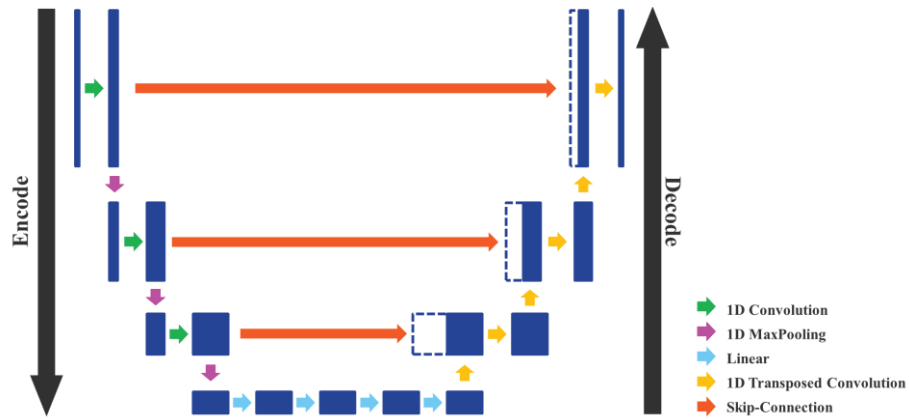 Encode
Decode
1D Convolution
1D MaxPooling
Linear
1D Transposed Convolution
Skip-Connection